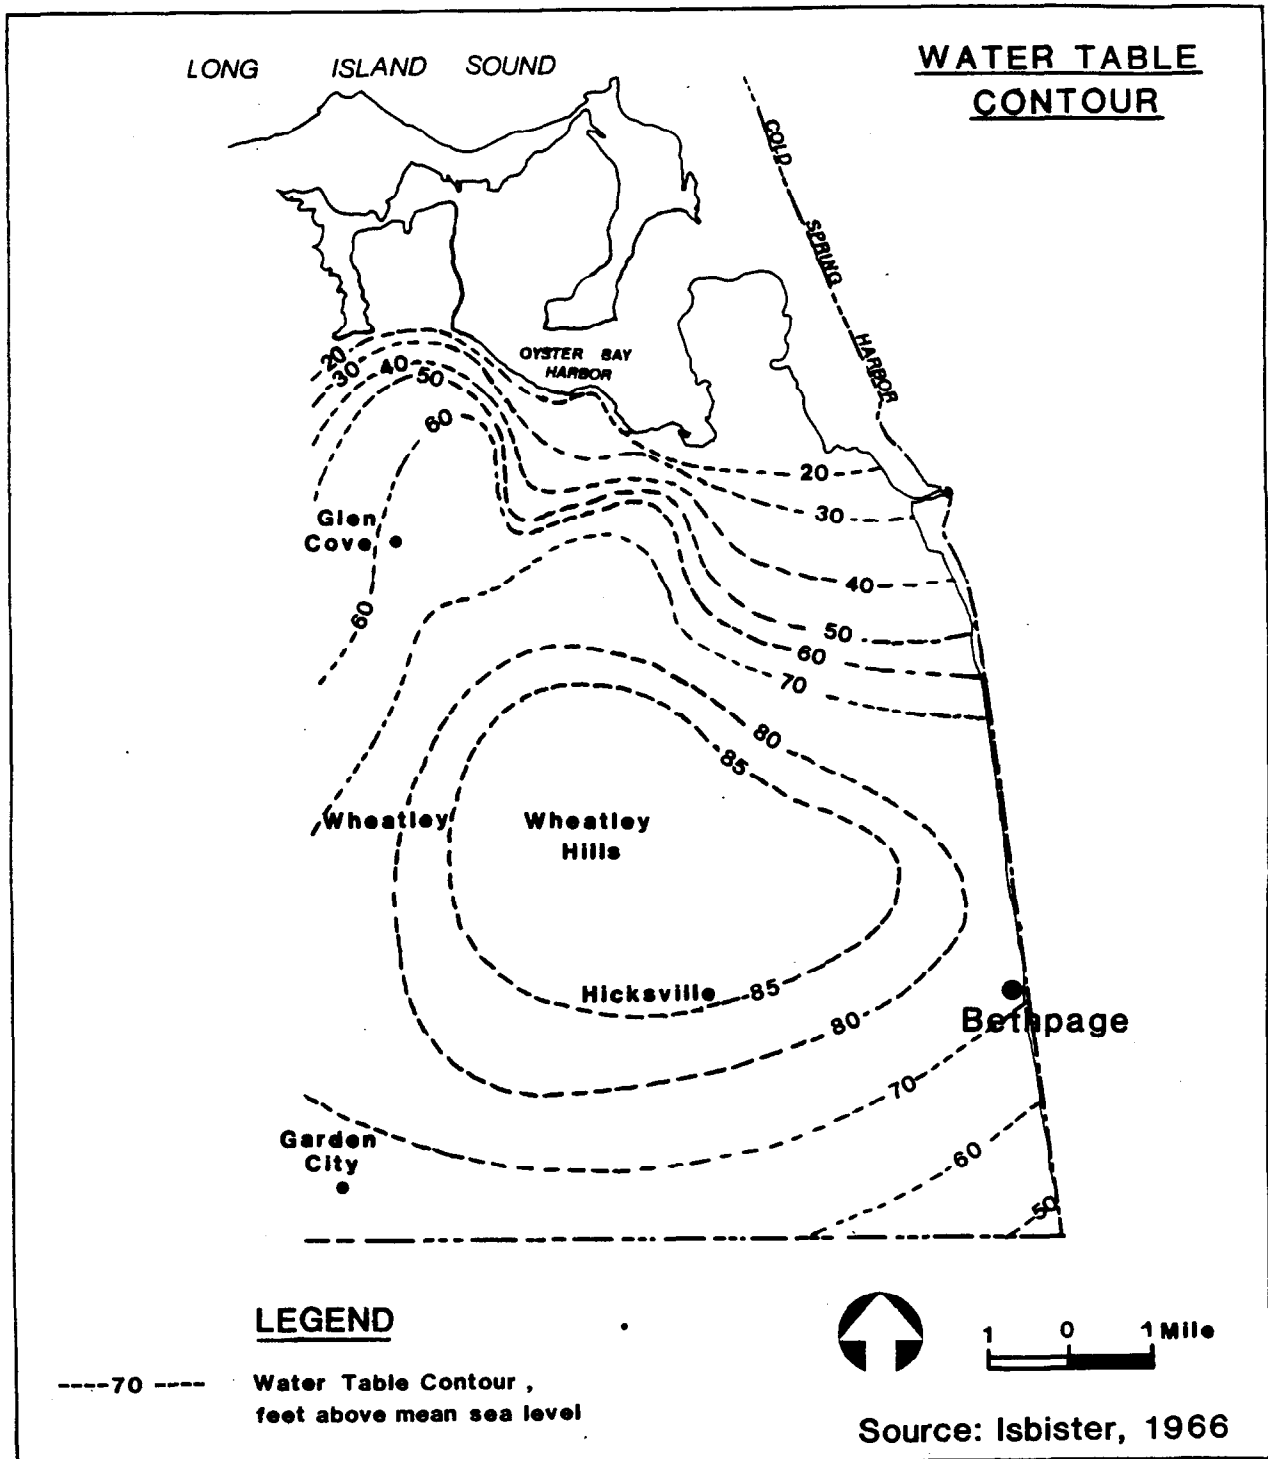 LONG ISLAND SOUND
WATER TABLE
CONTOUR
COLD SPRING HARBOR
OYSTER BAY
HARBOR
20
30
40
50
60
20
30
Glen
Cove
40
60
50
60
70
80
85
Wheatley
Wheatley
Hills
Hicksville
85
80
Bethpage
70
Garden
City
60
50
LEGEND
----70 ----
Water Table Contour ,
feet above mean sea level
1 0 1 Mile
Source: Isbister, 1966